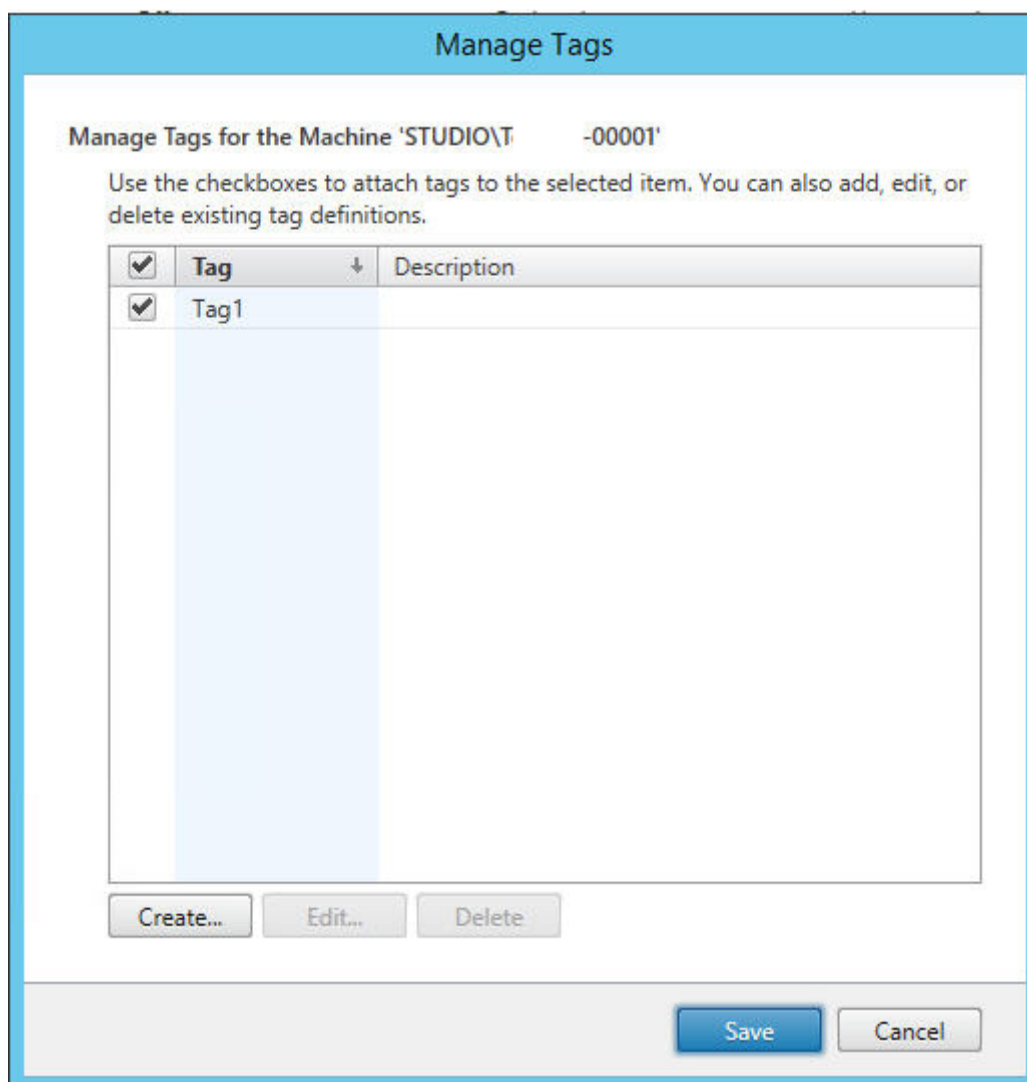 Manage Tags
Manage Tags for the Machine 'STUDIO\T -00001'
Use the checkboxes to attach tags to the selected item. You can also add, edit, or
delete existing tag definitions.
Tag Description
Tag1
Create... Edit... Delete
Save Cancel